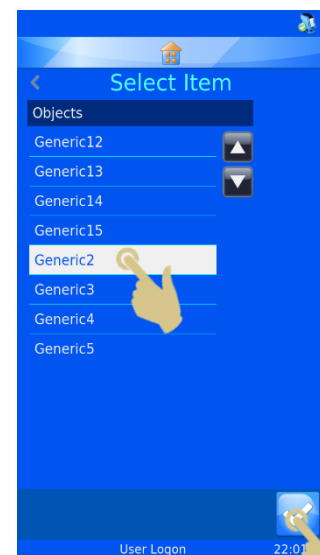 Select Item
Objects
Generic12
Generic13
Generic14
Generic15
Generic2
Generic3
Generic4
Generic5
User Logon 22:01